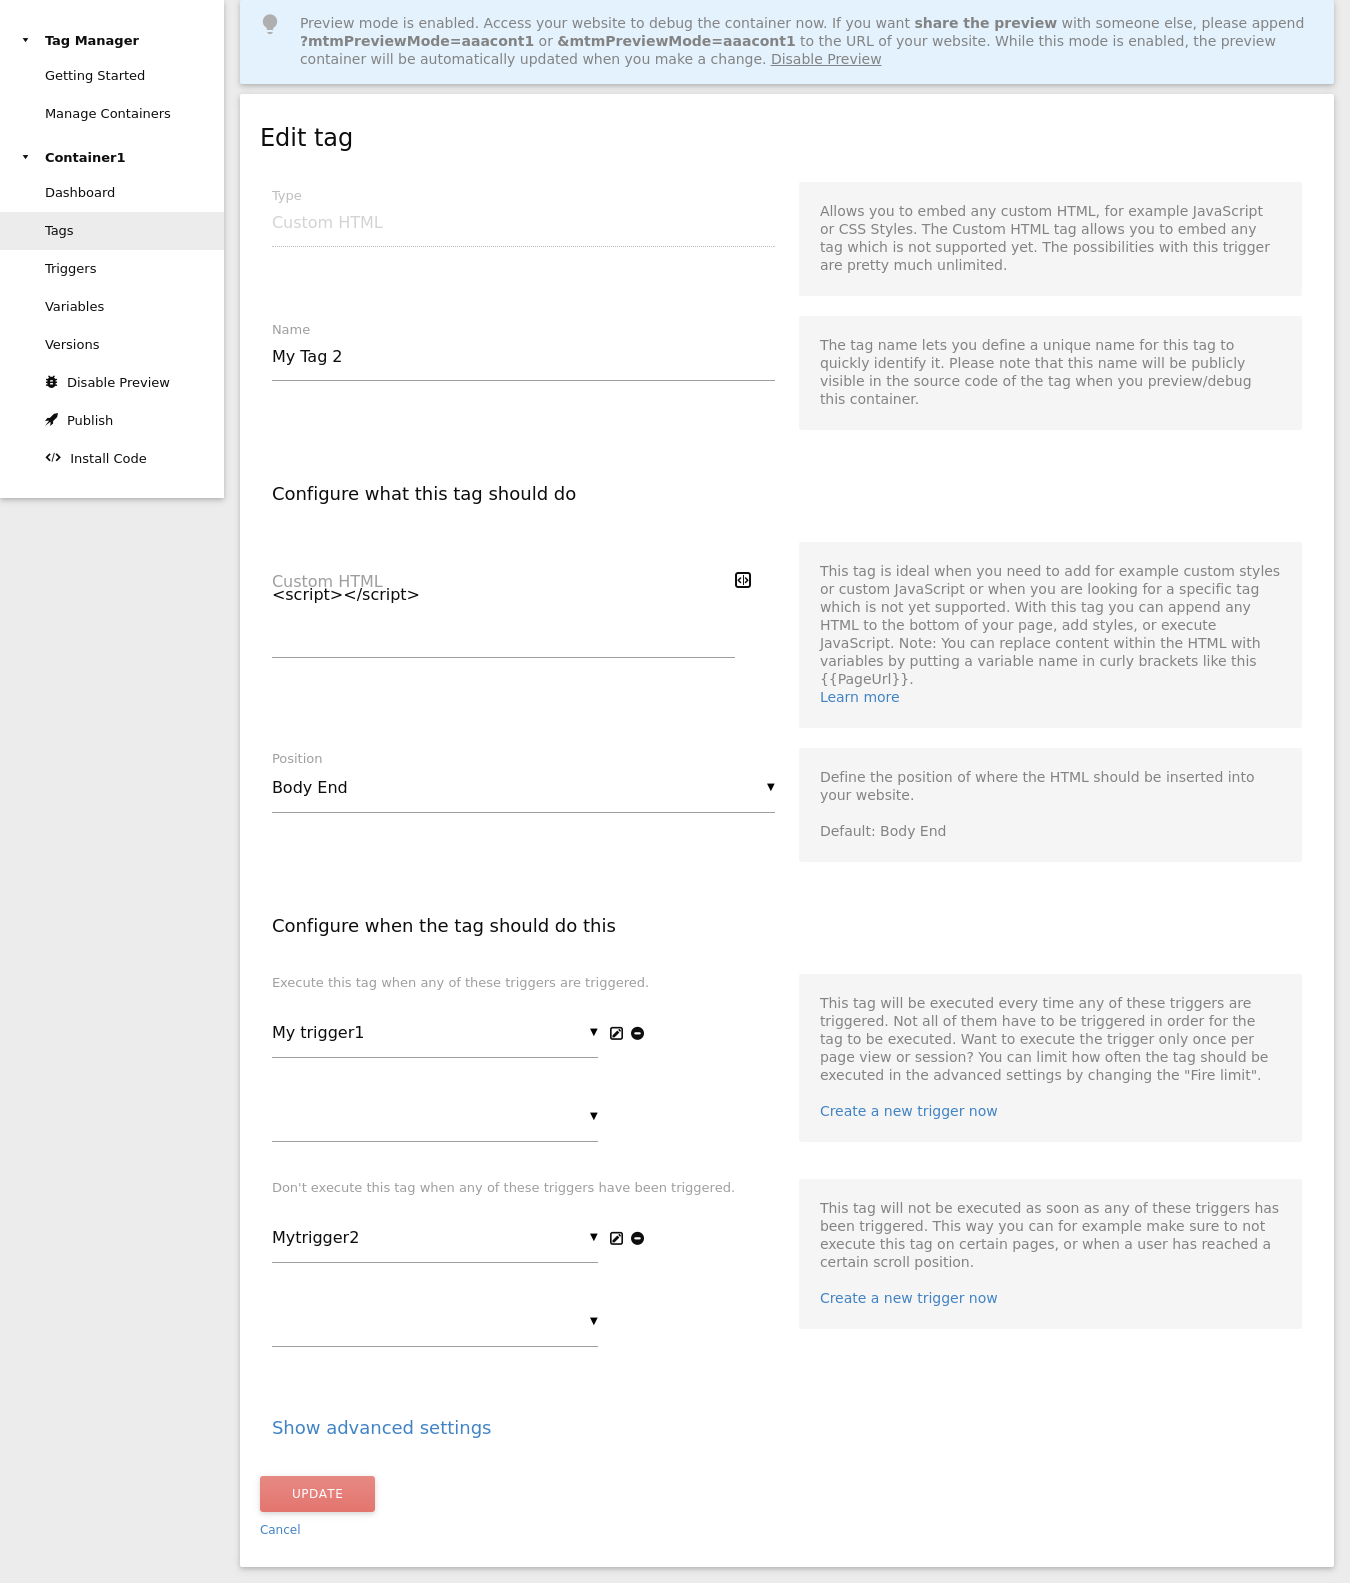 Tag Manager
Getting Started
Manage Containers
Container1
Dashboard
Tags
Triggers
Variables
Versions
Disable Preview
Publish
Install Code
Preview mode is enabled. Access your website to debug the container now. If you want share the preview with someone else, please append
?mtmPreviewMode=aaacont1 or &mtmPreviewMode=aaacont1 to the URL of your website. While this mode is enabled, the preview
container will be automatically updated when you make a change. Disable Preview
Edit tag
Type
Custom HTML
Allows you to embed any custom HTML, for example JavaScript
or CSS Styles. The Custom HTML tag allows you to embed any
tag which is not supported yet. The possibilities with this trigger
are pretty much unlimited.
Name
My Tag 2
The tag name lets you define a unique name for this tag to
quickly identify it. Please note that this name will be publicly
visible in the source code of the tag when you preview/debug
this container.
Configure what this tag should do
Custom HTML
<script></script>
This tag is ideal when you need to add for example custom styles
or custom JavaScript or when you are looking for a specific tag
which is not yet supported. With this tag you can append any
HTML to the bottom of your page, add styles, or execute
JavaScript. Note: You can replace content within the HTML with
variables by putting a variable name in curly brackets like this
{{PageUrl}}.
Learn more
Position
Body End
Define the position of where the HTML should be inserted into
your website.
Default: Body End
Configure when the tag should do this
Execute this tag when any of these triggers are triggered.
My trigger1
This tag will be executed every time any of these triggers are
triggered. Not all of them have to be triggered in order for the
tag to be executed. Want to execute the trigger only once per
page view or session? You can limit how often the tag should be
executed in the advanced settings by changing the "Fire limit".
Create a new trigger now
Don't execute this tag when any of these triggers have been triggered.
Mytrigger2
This tag will not be executed as soon as any of these triggers has
been triggered. This way you can for example make sure to not
execute this tag on certain pages, or when a user has reached a
certain scroll position.
Create a new trigger now
Show advanced settings
UPDATE
Cancel